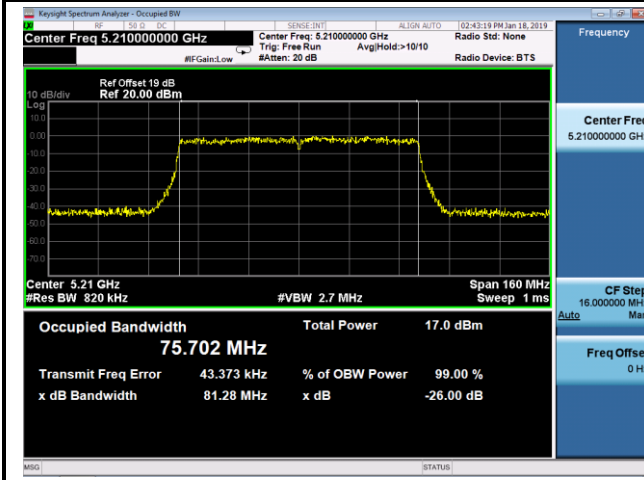 Keysight Spectrum Analyzer - Occupied BW
RF 50 Ω DC SENSE:INT ALIGN AUTO 02:43:19 PM Jan 18, 2019
Center Freq 5.210000000 GHz
Center Freq: 5.210000000 GHz
Radio Std: None
Trig: Free Run Avg|Hold:>10/10
#IFGain:Low #Atten: 20 dB Radio Device: BTS
Frequency
Ref Offset 19 dB
10 dB/div Ref 20.00 dBm
Log
10.0
0.00
-10.0
-20.0
-30.0
-40.0
-50.0
-60.0
-70.0
Center Freq
5.210000000 GH
Center 5.21 GHz Span 160 MHz
#Res BW 820 kHz #VBW 2.7 MHz Sweep 1 ms
CF Step
16.000000 MH
Auto Ma
Occupied Bandwidth Total Power 17.0 dBm
75.702 MHz
Transmit Freq Error 43.373 kHz % of OBW Power 99.00 %
x dB Bandwidth 81.28 MHz x dB -26.00 dB
Freq Offse
0 H
MSG STATUS